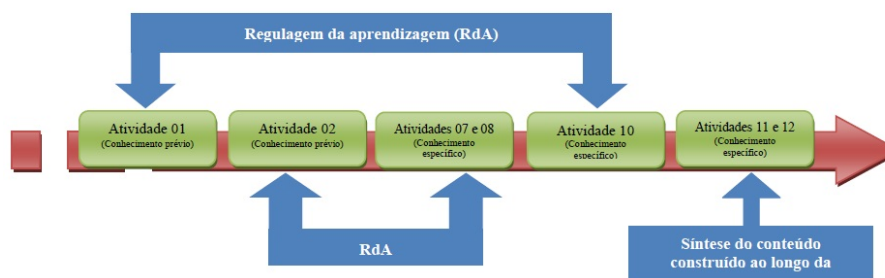 Regulagem da aprendizagem (RdA)
Atividade 01
(Conhecimento prévio)
Atividade 02
(Conhecimento prévio)
Atividades 07 e 08
(Conhecimento
específico)
Atividade 10
(Conhecimento
específico)
Atividades 11 e 12
(Conhecimento
específico)
RdA
Síntese do conteúdo
construído ao longo da